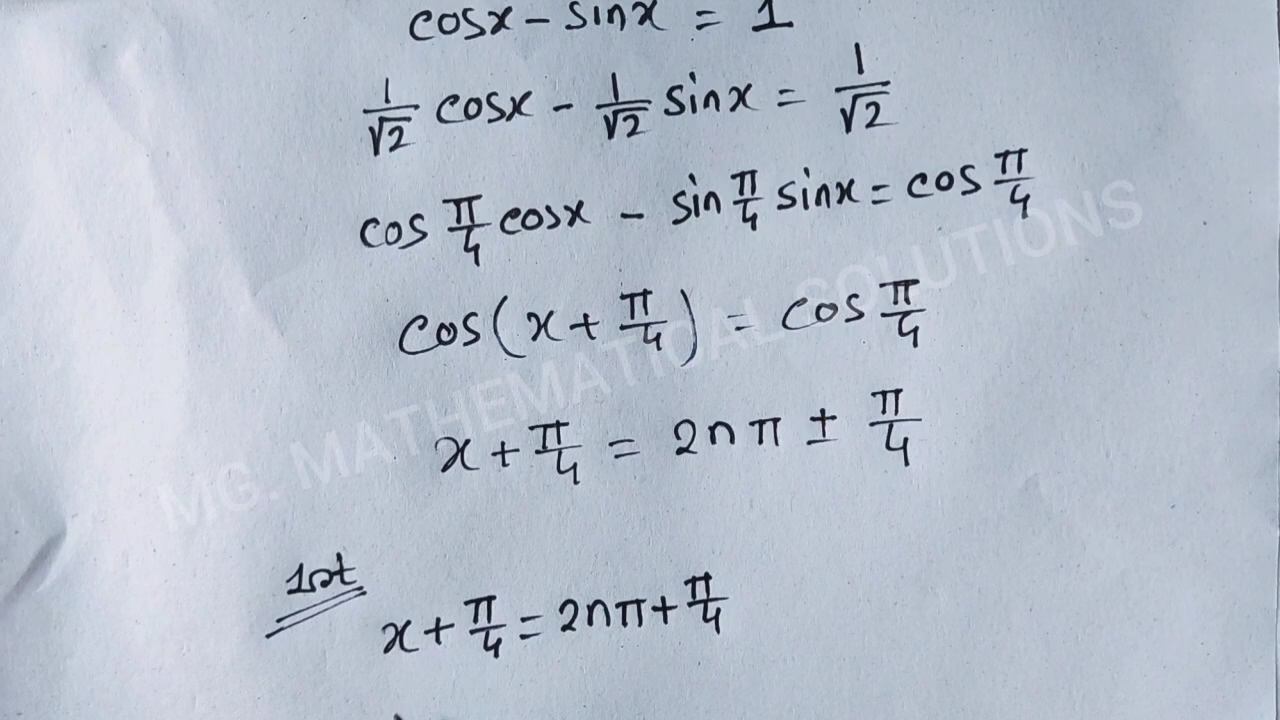 cosx - sinx = 1
1/√2 cosx - 1/√2 sinx = 1/√2
cos π/4 cosx - sin π/4 sinx = cos π/4
cos(x + π/4) = cos π/4
x + π/4 = 2nπ ± π/4
1st
x + π/4 = 2nπ + π/4
MG. MATHEMATICAL SOLUTIONS